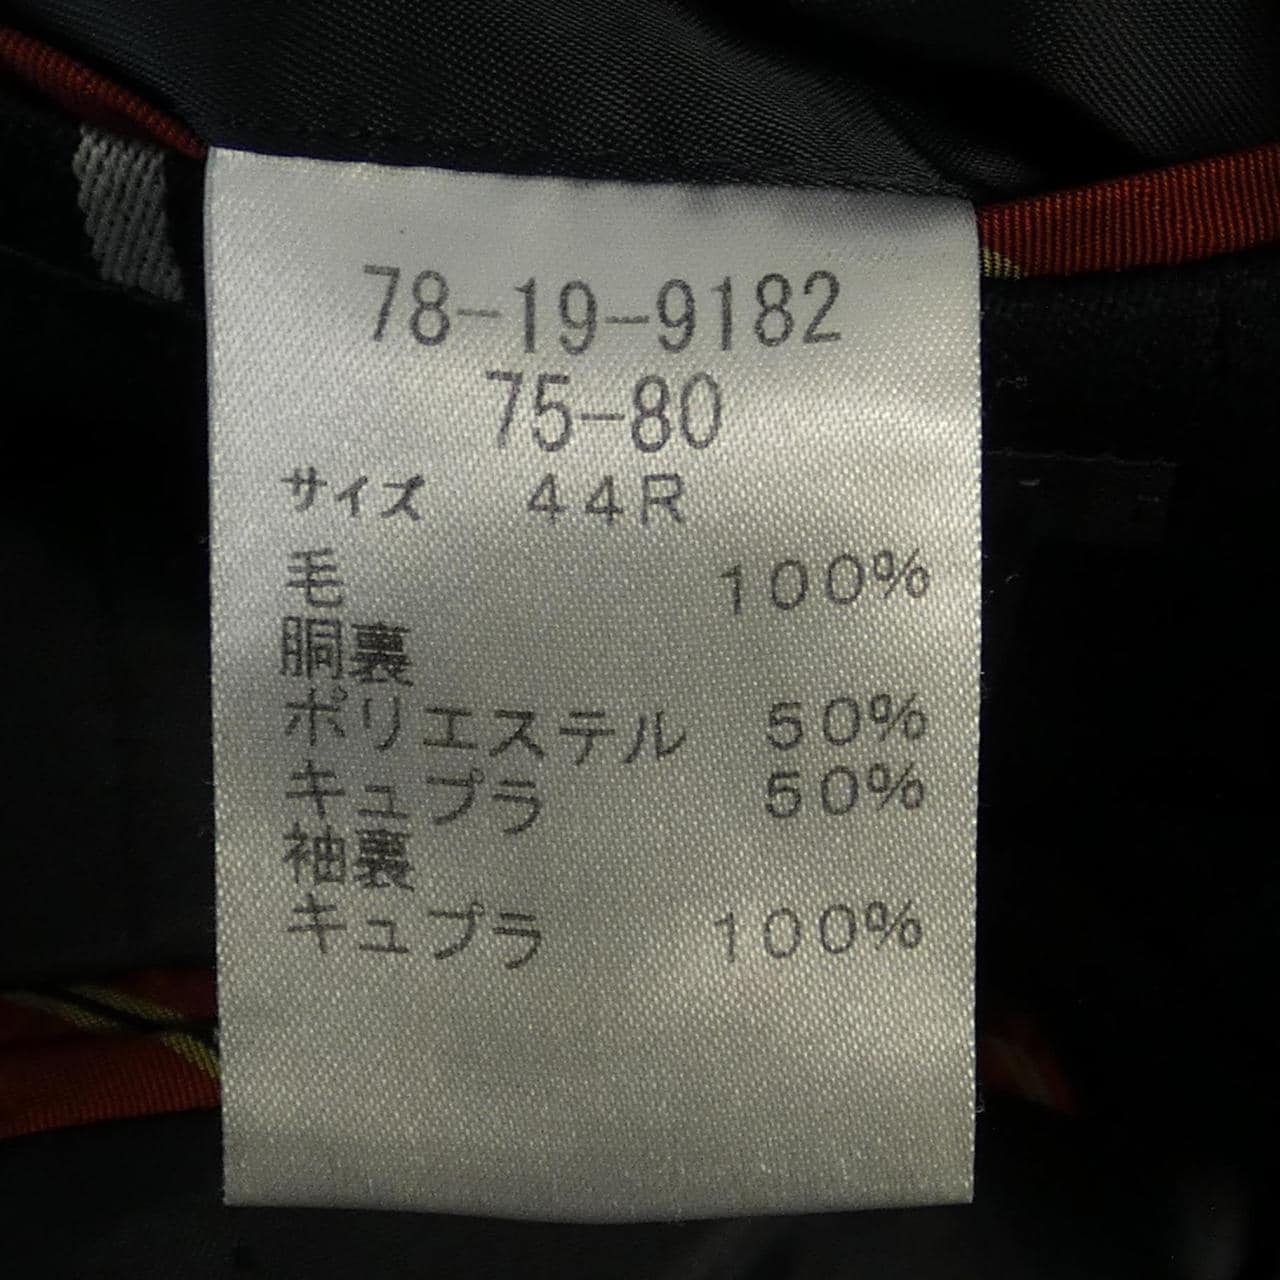 78-19-9182
75-80
サイズ 44R
毛 100%
胴裏
ポリエステル 50%
キュプラ 50%
袖裏
キュプラ 100%